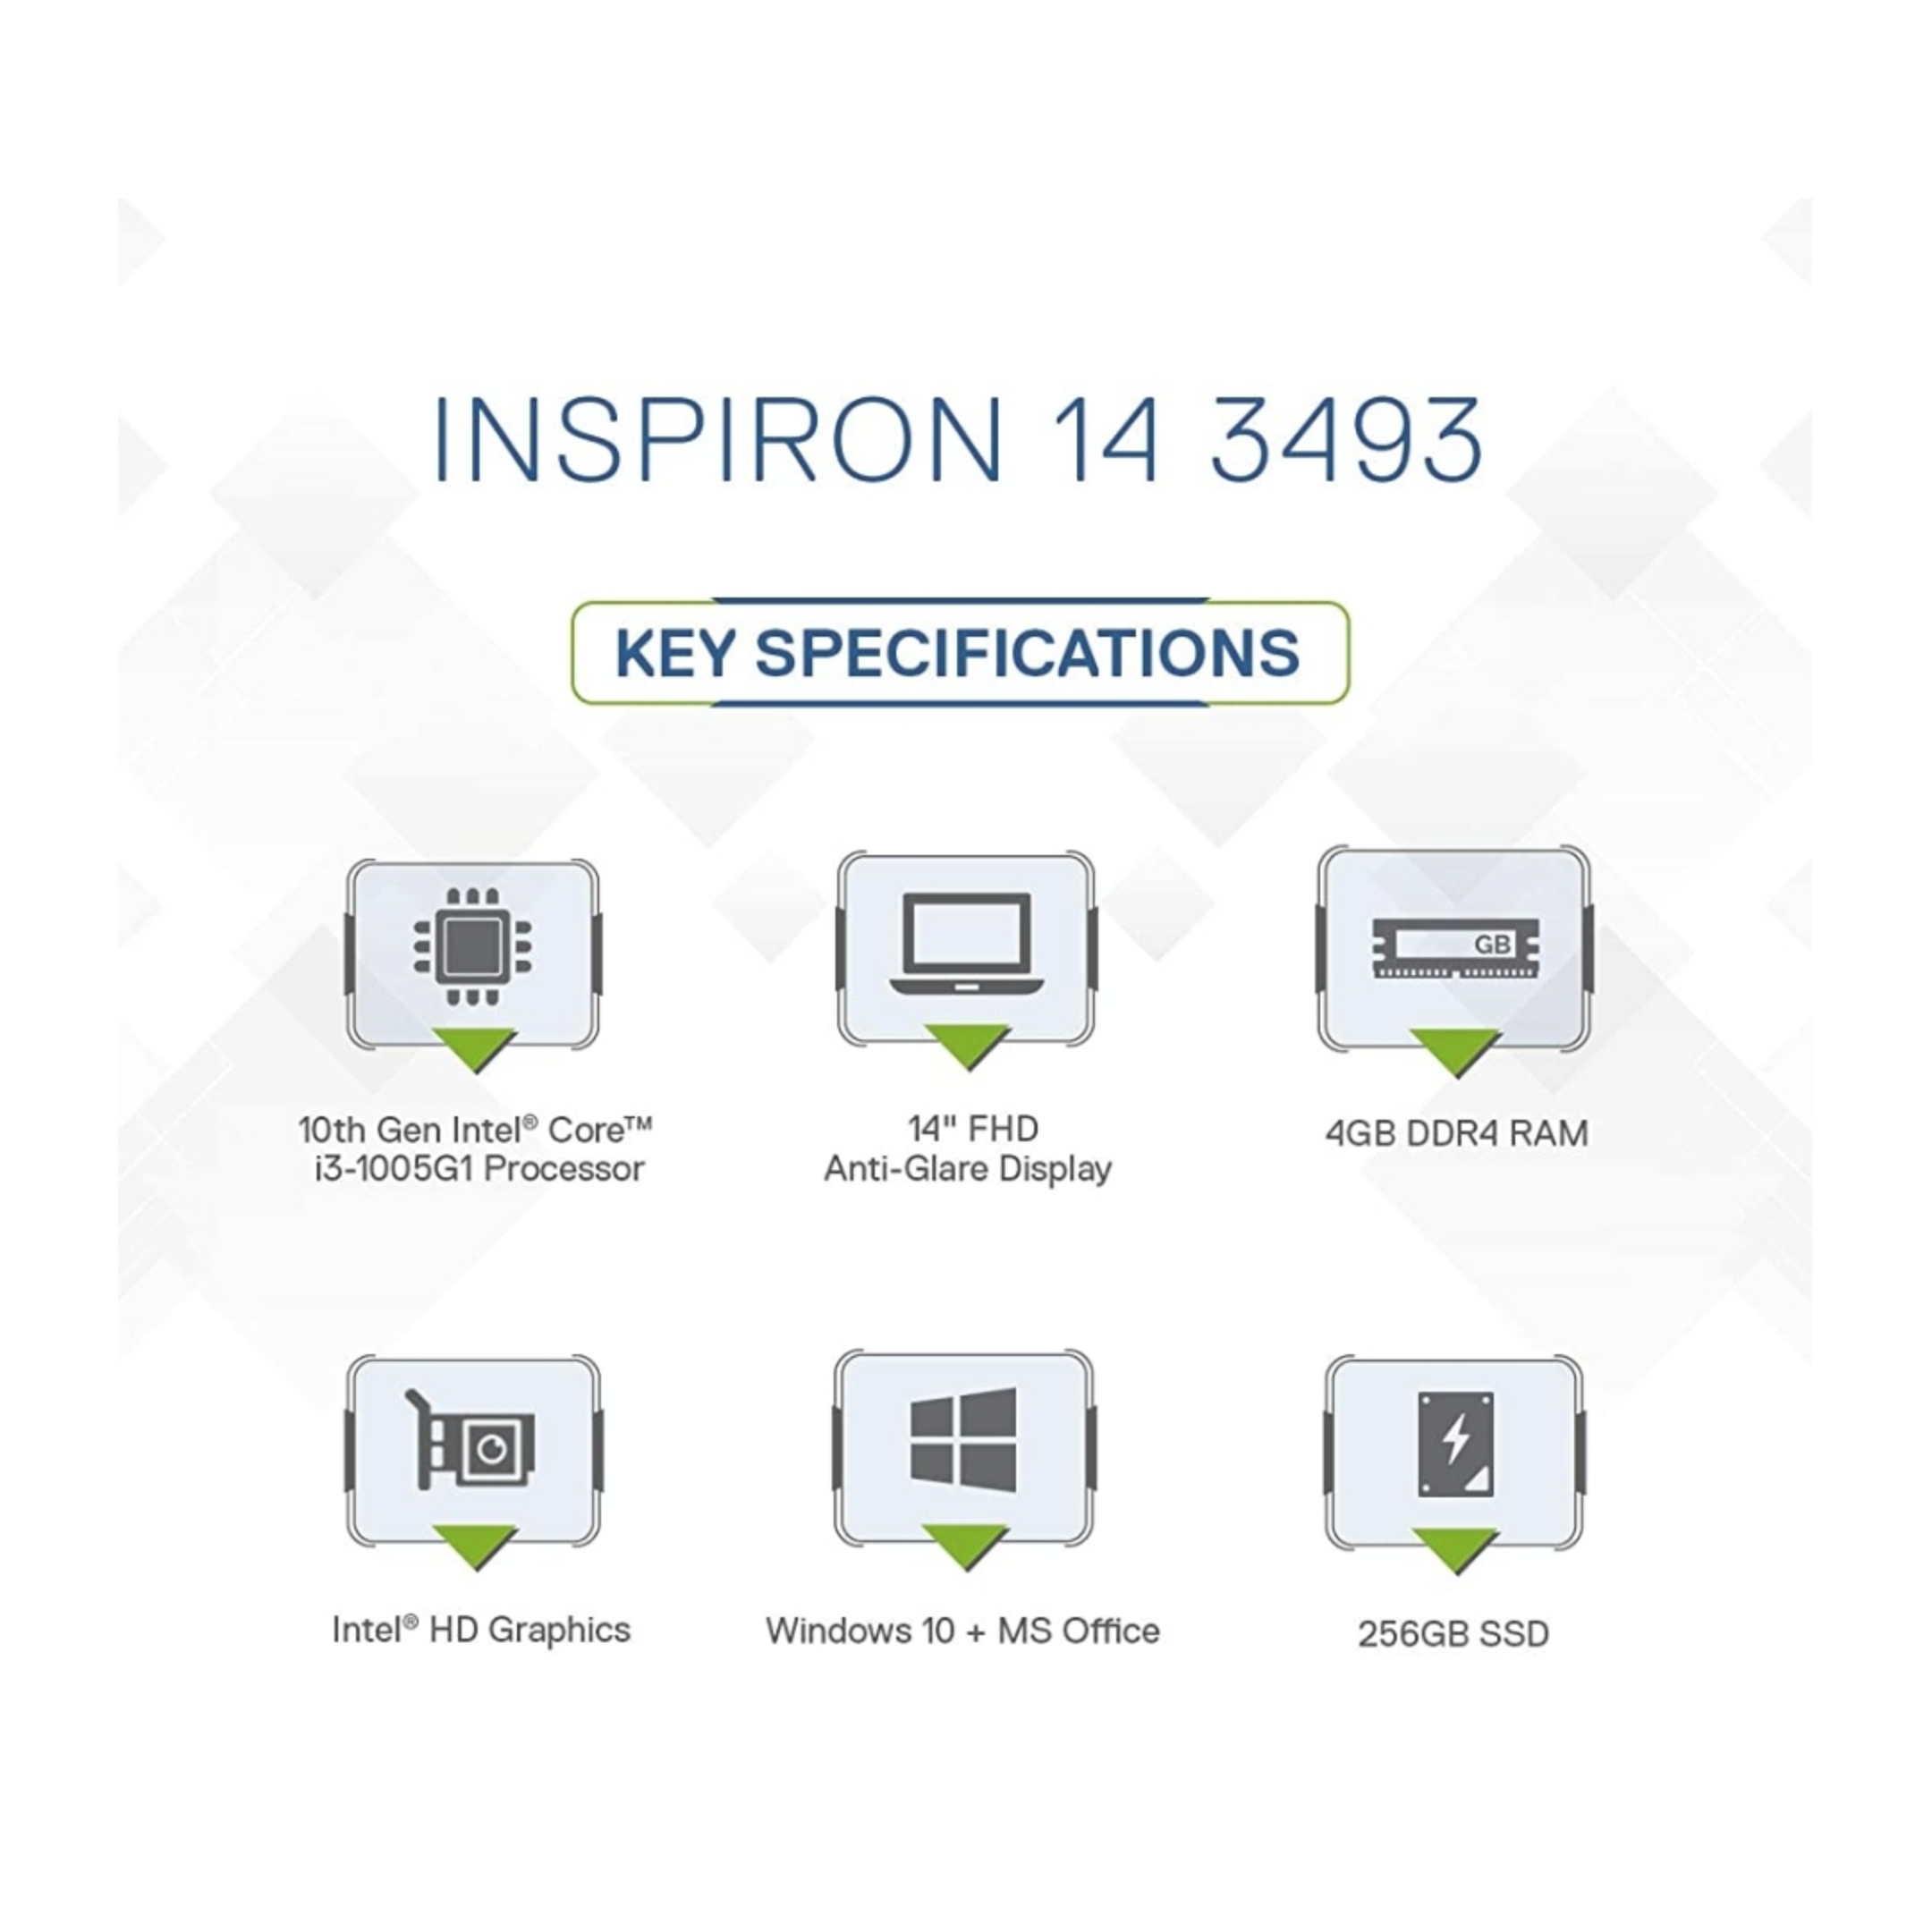 INSPIRON 14 3493
KEY SPECIFICATIONS
GB
10th Gen Intel® Core™
i3-1005G1 Processor
14" FHD
Anti-Glare Display
4GB DDR4 RAM
Intel® HD Graphics
Windows 10 + MS Office
256GB SSD